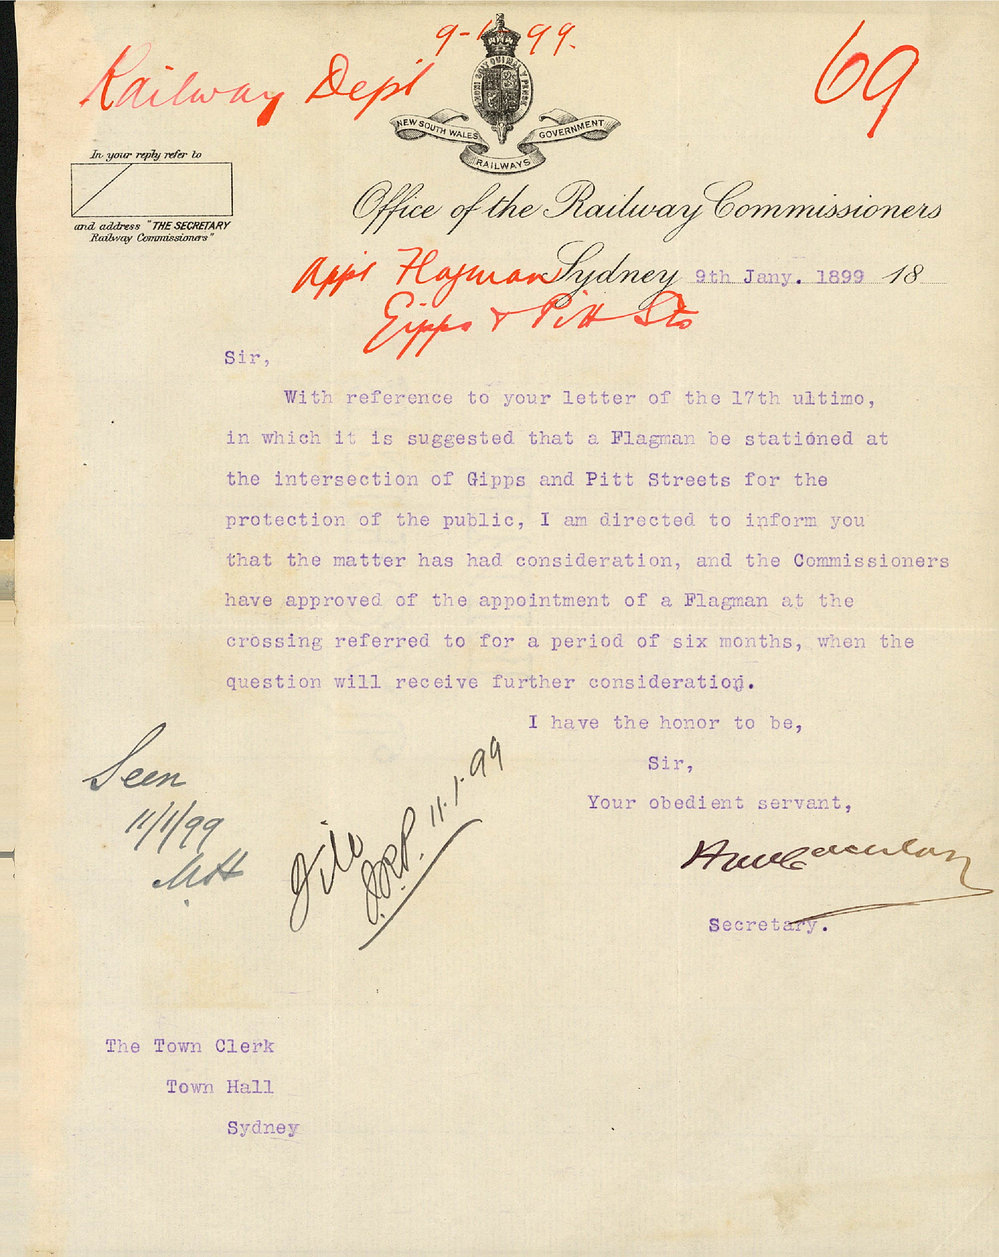 9-1-99.
Railway Dept
69
HONI SOIT QUI MAL Y PENSE
NEW SOUTH WALES GOVERNMENT
RAILWAYS
In your reply refer to
and address "THE SECRETARY
Railway Commissioners"
Office of the Railway Commissioners
Sydney 9th Jany. 1899 18
Appt Flagman
Gipps & Pitt Sts
Sir,
With reference to your letter of the 17th ultimo,
in which it is suggested that a Flagman be stationed at
the intersection of Gipps and Pitt Streets for the
protection of the public, I am directed to inform you
that the matter has had consideration, and the Commissioners
have approved of the appointment of a Flagman at the
crossing referred to for a period of six months, when the
question will receive further consideration.
I have the honor to be,
Sir,
Your obedient servant,
Secretary.
Seen
11/1/99
MH
File
11.1.99
The Town Clerk
Town Hall
Sydney